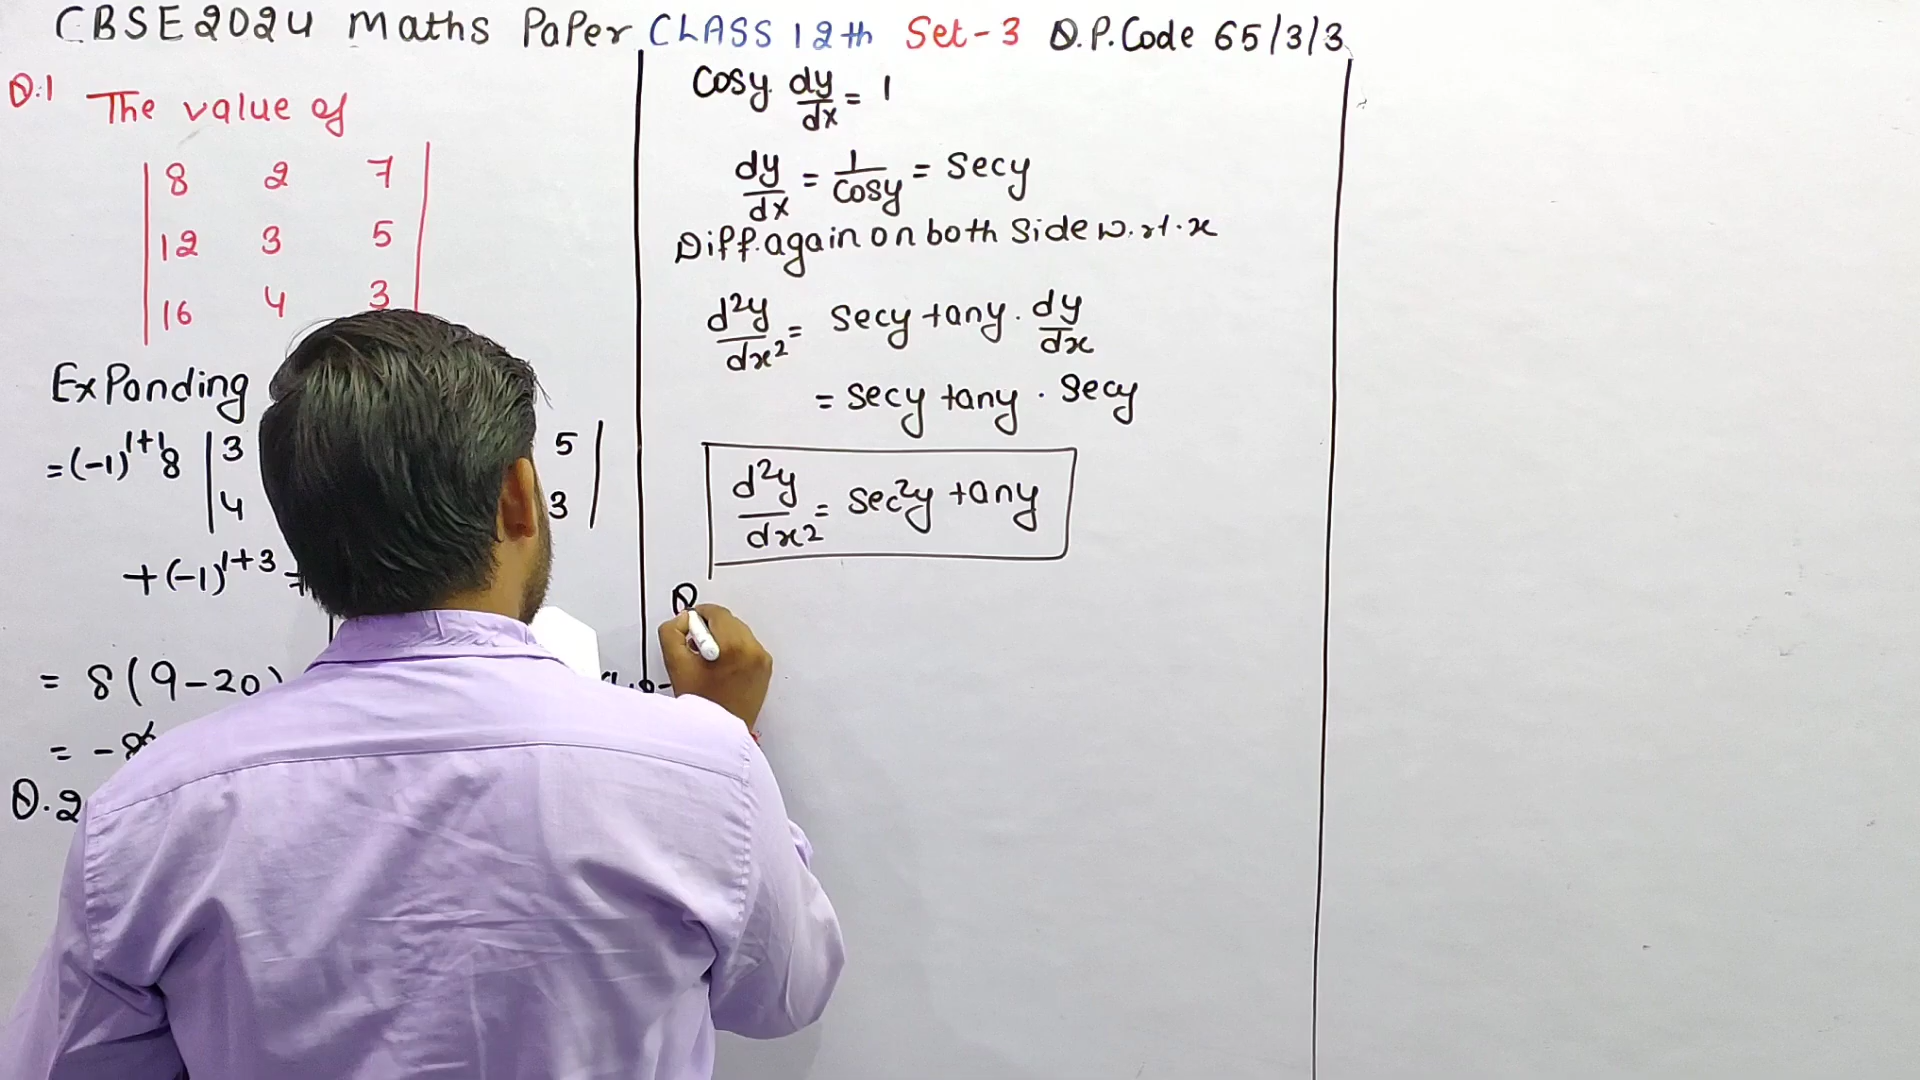 CBSE 2024 Maths PaPer CLASS 12th Set-3 Q.P. Code 65/3/3
Q.1 The value of
8 2 7
12 3 5
16 4 3
ExPanding
=(-1)^1+1 8 |3 5|
|4 3|
+(-1)^1+3
= 8(9-20)
= -8
Q.2
Cosy. dy/dx = 1
dy/dx = 1/Cosy = Secy
Diff. again on both Side w.r.t. x
d²y/dx² = Secy tany . dy/dx
= Secy tany . Secy
d²y/dx² = Sec²y tany
Q